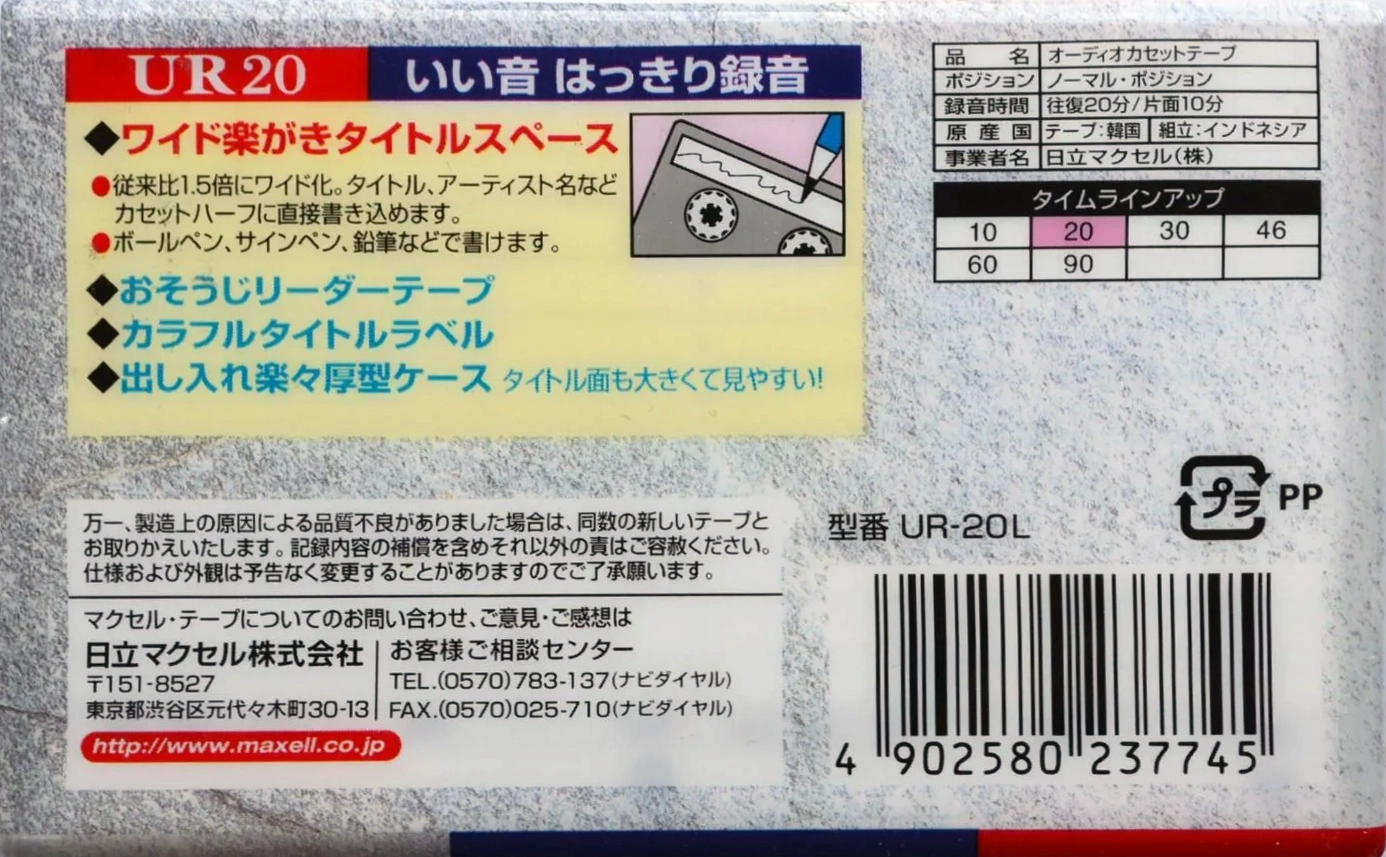 UR20 いい音 はっきり録音
◆ワイド楽がきタイトルスペース
●従来比1.5倍にワイド化。タイトル、アーティスト名など
カセットハーフに直接書き込めます。
●ボールペン、サインペン、鉛筆などで書けます。
◆おそうじリーダーテープ
◆カラフルタイトルラベル
◆出し入れ楽々厚型ケース タイトル面も大きくて見やすい!
品名 オーディオカセットテープ
ポジション ノーマル・ポジション
録音時間 往復20分/片面10分
原産国 テープ:韓国 組立:インドネシア
事業者名 日立マクセル(株)
タイムラインアップ
10 20 30 46
60 90
プラ PP
型番 UR-20L
万一、製造上の原因による品質不良がありました場合は、同数の新しいテープと
お取りかえいたします。記録内容の補償を含めそれ以外の責はご容赦ください。
仕様および外観は予告なく変更することがありますのでご了承願います。
マクセル・テープについてのお問い合わせ、ご意見・ご感想は
日立マクセル株式会社
〒151-8527
東京都渋谷区元代々木町30-13
お客様ご相談センター
TEL.(0570)783-137(ナビダイヤル)
FAX.(0570)025-710(ナビダイヤル)
http://www.maxell.co.jp
4 902580 237745